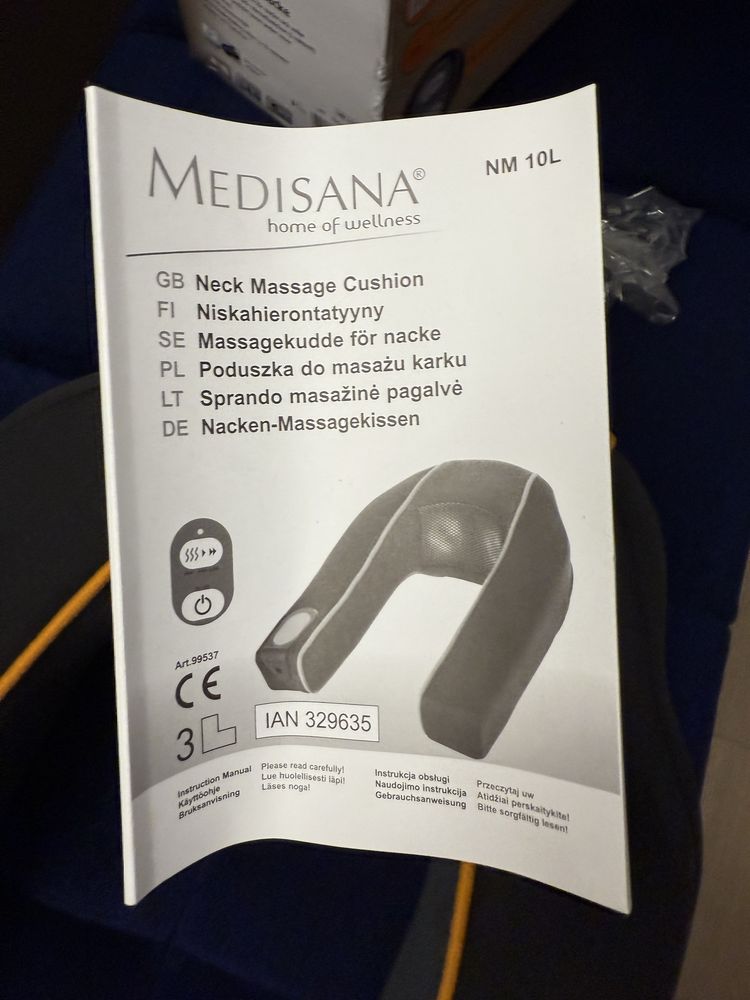 MEDISANA®
home of wellness
NM 10L
GB Neck Massage Cushion
FI Niskahierontatyyny
SE Massagekudde för nacke
PL Poduszka do masażu karku
LT Sprando masažinė pagalvė
DE Nacken-Massagekissen
Art.99537
CE
3
IAN 329635
Instruction Manual
Käyttöohje
Bruksanvisning
Please read carefully!
Lue huolellisesti läpi!
Läses noga!
Instrukcja obsługi
Naudojimo instrukcija
Gebrauchsanweisung
Przeczytaj uw
Atidžiai perskaitykite!
Bitte sorgfältig lesen!